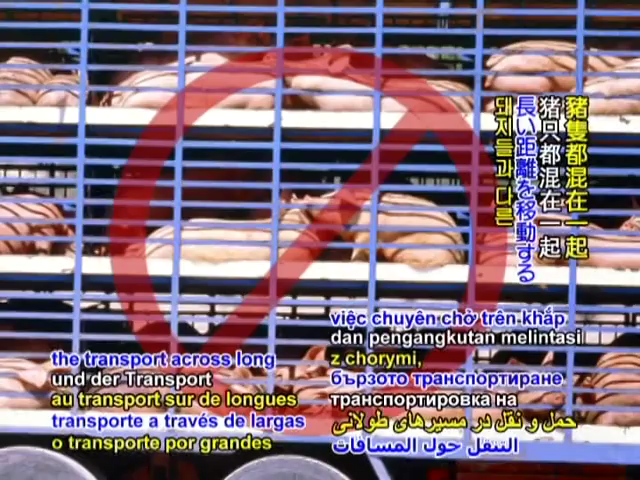 豬隻都混在一起
猪只都混在一起
長い距離を移動する
돼지들과 다른
the transport across long
und der Transport
au transport sur de longues
transporte a través de largas
o transporte por grandes
việc chuyên chở trên khắp
dan pengangkutan melintasi
z chorymi,
бързото транспортиране
транспортировка на
حمل و نقل در مسیرهای طولانی
التنقل حول المسافات